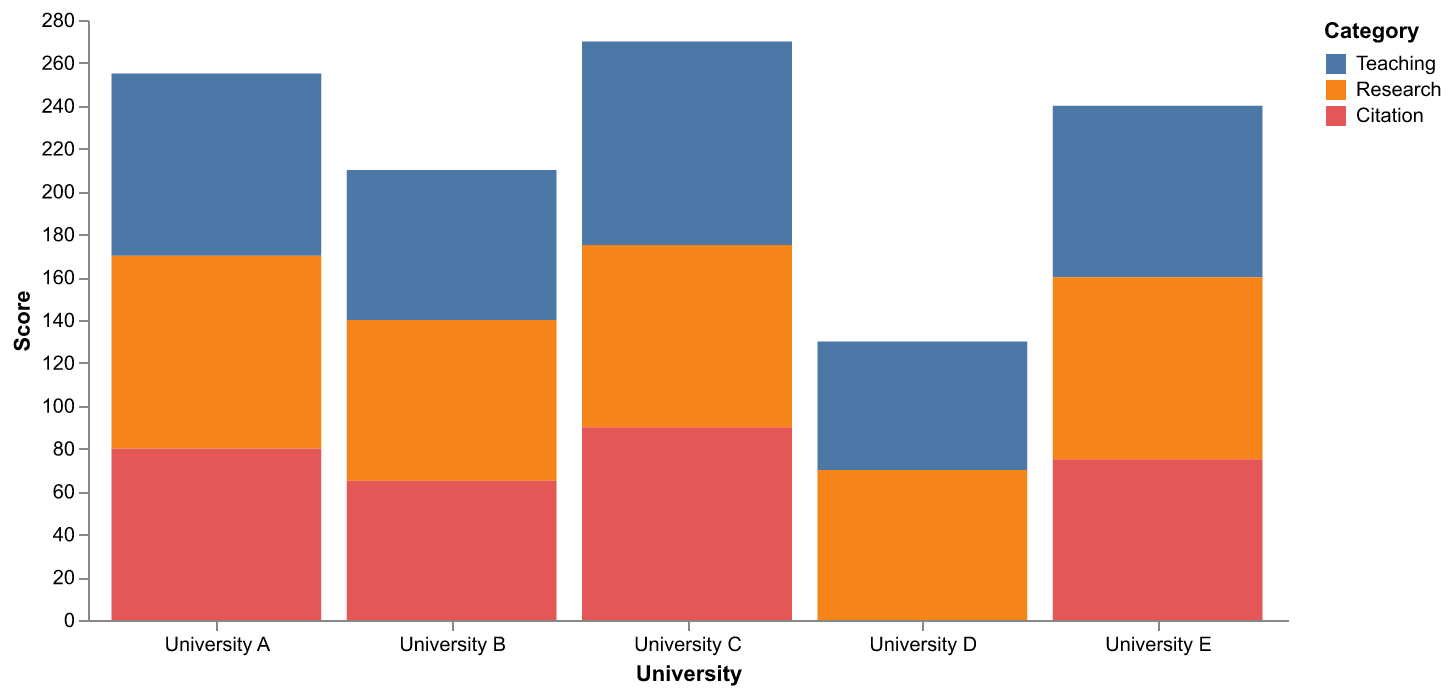 280
260
240
220
200
180
160
140
120
100
80
60
40
20
0
Score
University A
University B
University C
University D
University E
University
Category
Teaching
Research
Citation